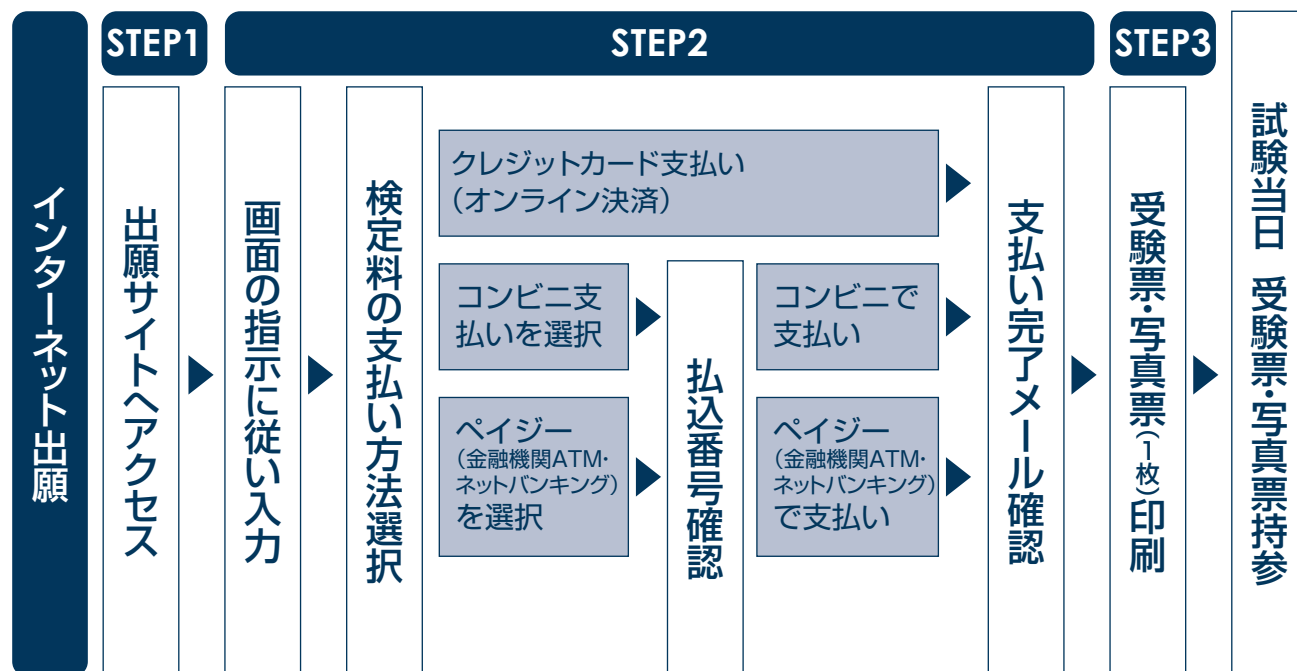 インターネット出願
STEP1
出願サイトへアクセス
STEP2
画面の指示に従い入力
検定料の支払い方法選択
クレジットカード支払い
（オンライン決済）
コンビニ支
払いを選択
ペイジー
（金融機関ATM・
ネットバンキング）
を選択
払込番号確認
コンビニで
支払い
ペイジー
（金融機関ATM・
ネットバンキング）
で支払い
支払い完了メール確認
STEP3
受験票・写真票（1枚）印刷
試験当日 受験票・写真票持参